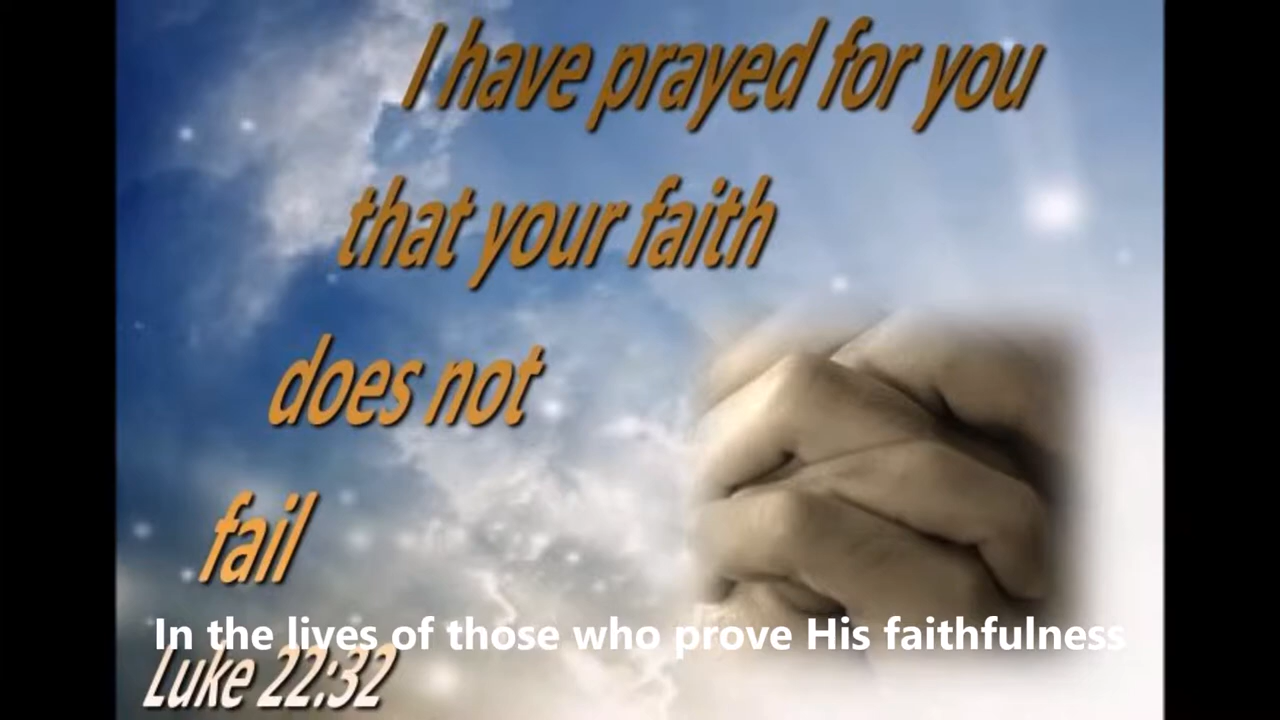 I have prayed for you
that your faith
does not
fail
In the lives of those who prove His faithfulness
Luke 22:32